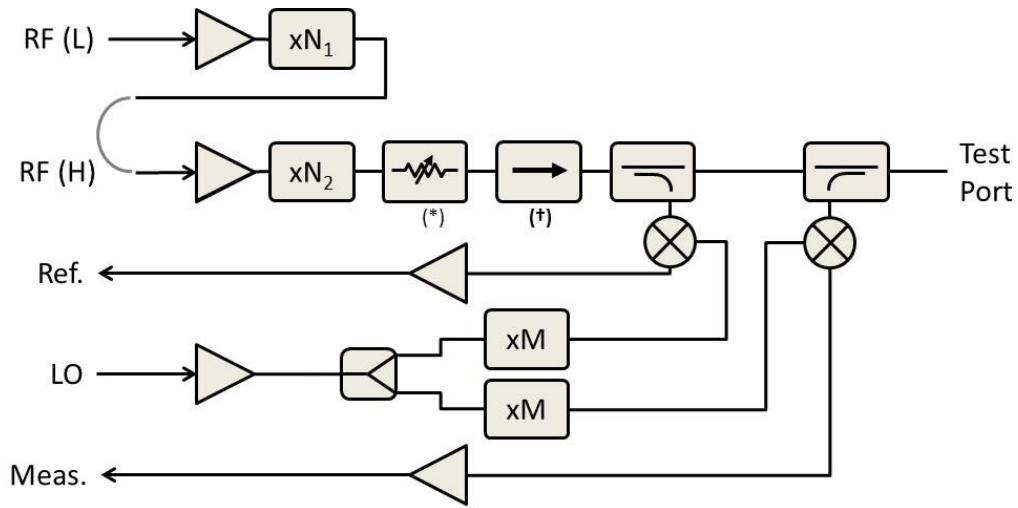 RF (L)
xN₁
RF (H)
xN₂
(*)
(†)
Test
Port
Ref.
xM
LO
xM
Meas.